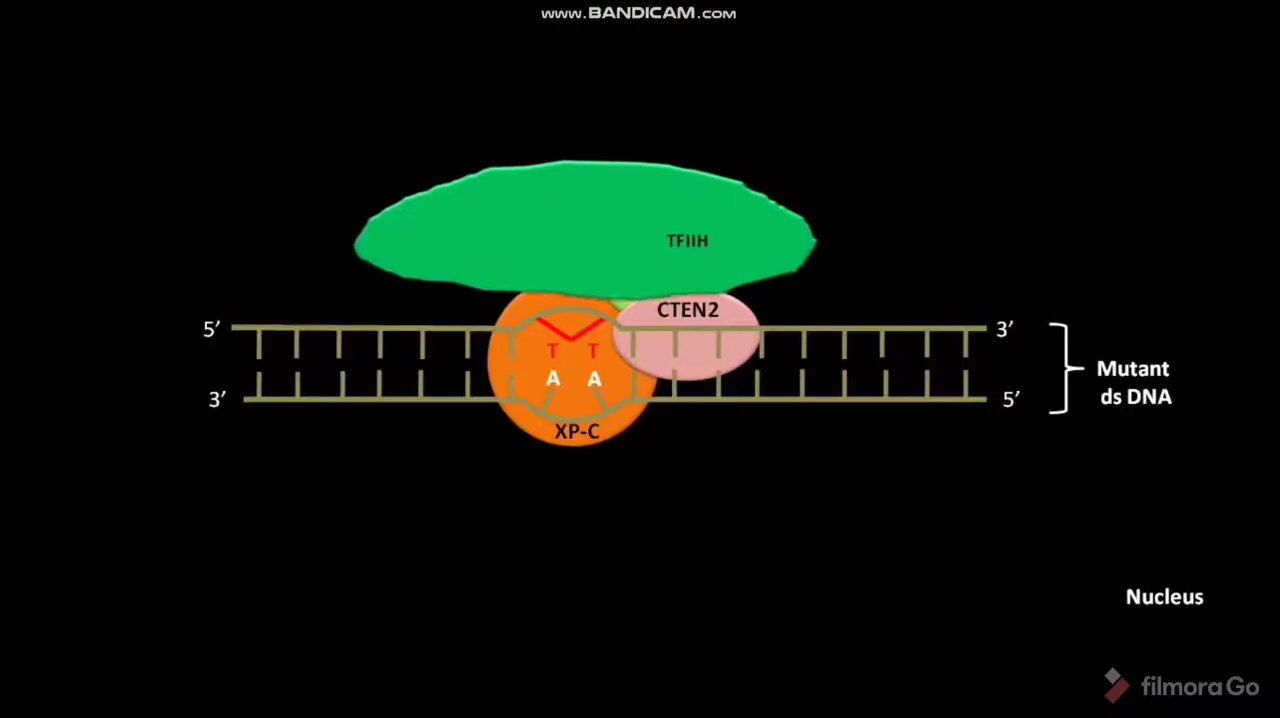 www.BANDICAM.com
TFIIH
CTEN2
5’ 3’
T T
A A
3’ 5’
XP-C
Mutant
ds DNA
Nucleus
filmoraGo